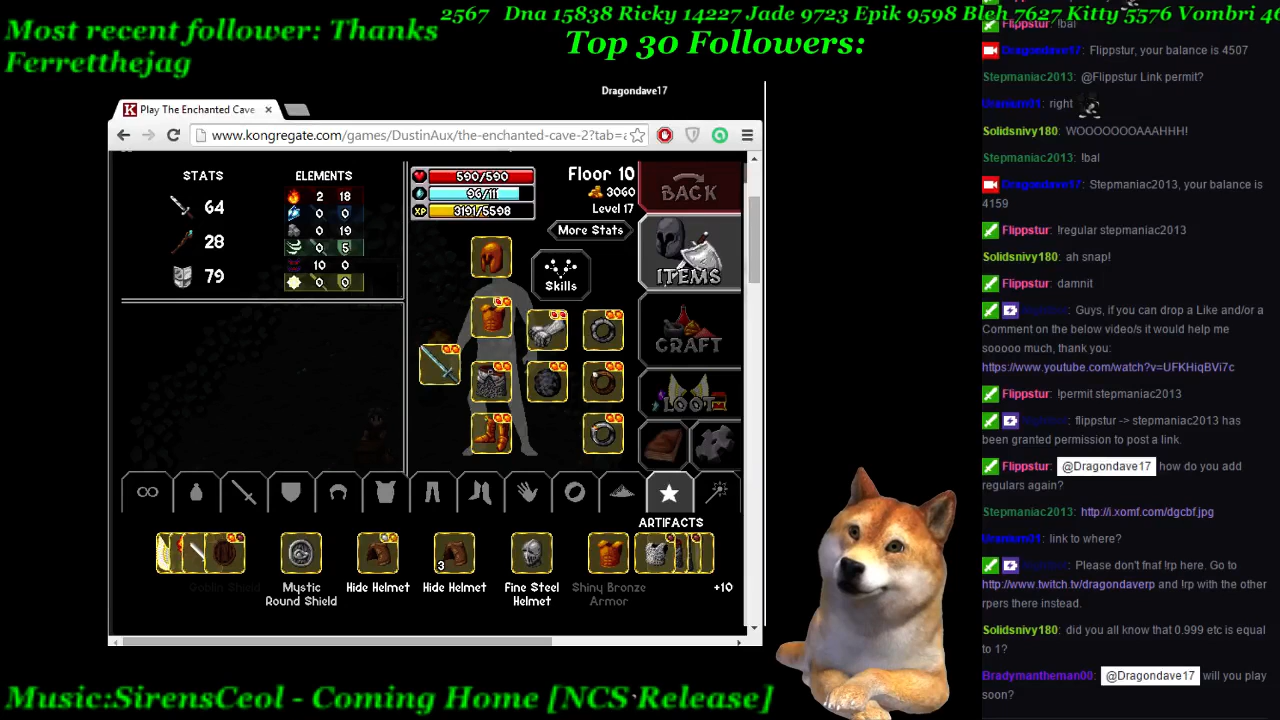 2567 Dna 15838 Ricky 14227 Jade 9723 Epik 9598 Bleh 7627 Kitty 5576 Vombri
Most recent follower: Thanks
Ferretthejag
Top 30 Followers:
Dragondave17
Play The Enchanted Cave
www.kongregate.com/games/DustinAux/the-enchanted-cave-2?tab=
STATS
64
28
79
ELEMENTS
2 18
0 0
0 19
0 5
10 0
0 0
590/590
96/111
XP 3191/5598
Floor 10
3060
Level 17
More Stats
Skills
BACK
ITEMS
CRAFT
LOOT
ARTIFACTS
Goblin Shield
Mystic
Round Shield
Hide Helmet
3
Hide Helmet
Fine Steel
Helmet
Shiny Bronze
Armor
+10
Music:SirensCeol - Coming Home [NCS Release]
Flippstur: !bal
Dragondave17: Flippstur, your balance is 4507
Stepmaniac2013: @Flippstur Link permit?
Uranium01: right
Solidsnivy180: WOOOOOOOAAAHHH!
Stepmaniac2013: !bal
Dragondave17: Stepmaniac2013, your balance is
4159
Flippstur: !regular stepmaniac2013
Solidsnivy180: ah snap!
Flippstur: damnit
Guys, if you can drop a Like and/or a
Comment on the below video/s it would help me
sooooo much, thank you:
https://www.youtube.com/watch?v=UFKHiqBVi7c
Flippstur: !permit stepmaniac2013
flippstur -> stepmaniac2013 has
been granted permission to post a link.
Flippstur: @Dragondave17 how do you add
regulars again?
Stepmaniac2013: http://i.xomf.com/dgcbf.jpg
Uranium01: link to where?
Please don't fnaf !rp here. Go to
http://www.twitch.tv/dragondaverp and !rp with the other
rpers there instead.
Solidsnivy180: did you all know that 0.999 etc is equal
to 1?
Bradymantheman00: @Dragondave17 will you play
soon?